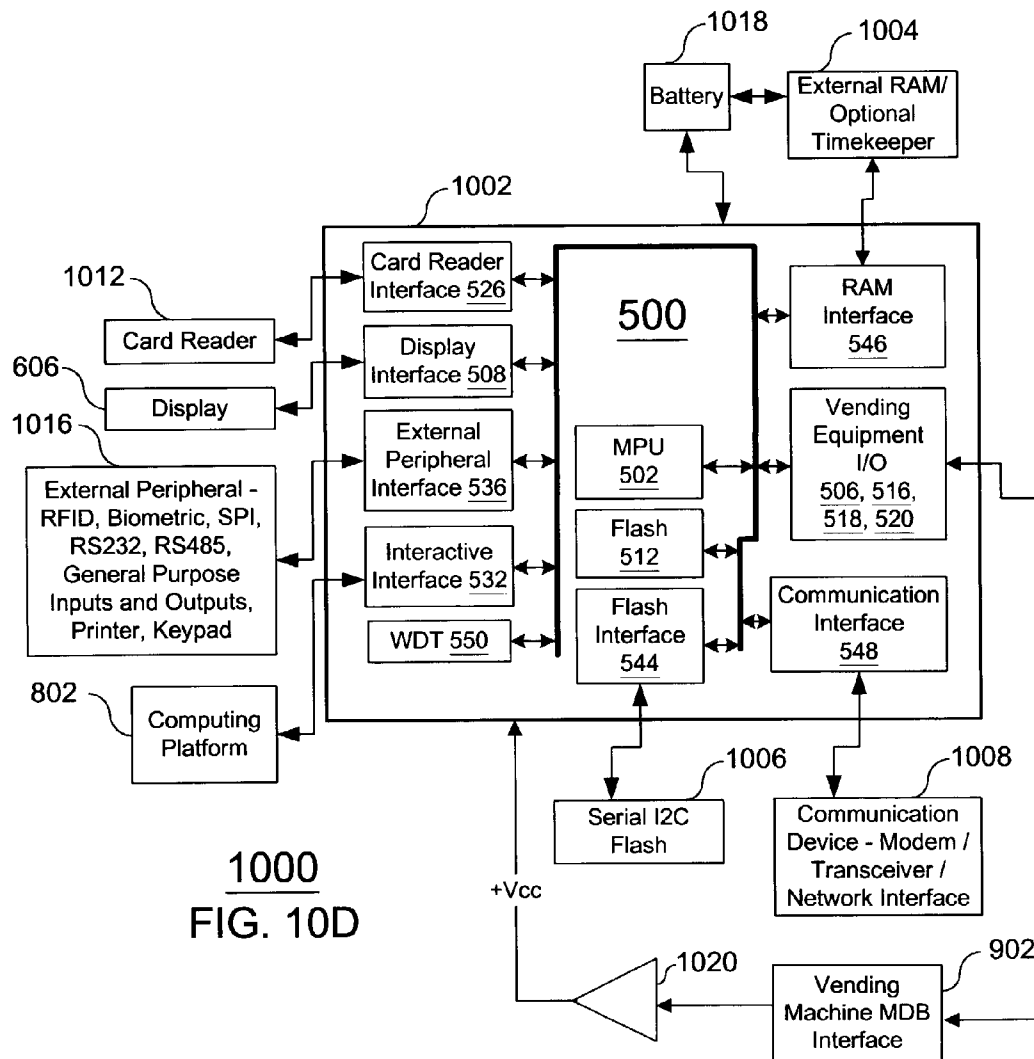 1018
1004
Battery
External RAM/
Optional
Timekeeper
1002
Card Reader
Interface 526
1012
Card Reader
Display
Interface 508
606
Display
External
Peripheral
Interface
536
1016
External Peripheral -
RFID, Biometric, SPI,
RS232, RS485,
General Purpose
Inputs and Outputs,
Printer, Keypad
Interactive
Interface 532
WDT 550
802
Computing
Platform
500
MPU
502
Flash
512
Flash
Interface
544
RAM
Interface
546
Vending
Equipment
I/O
506, 516,
518, 520
Communication
Interface
548
1006
Serial I2C
Flash
1008
Communication
Device - Modem /
Transceiver /
Network Interface
1000
FIG. 10D
+Vcc
1020
902
Vending
Machine MDB
Interface